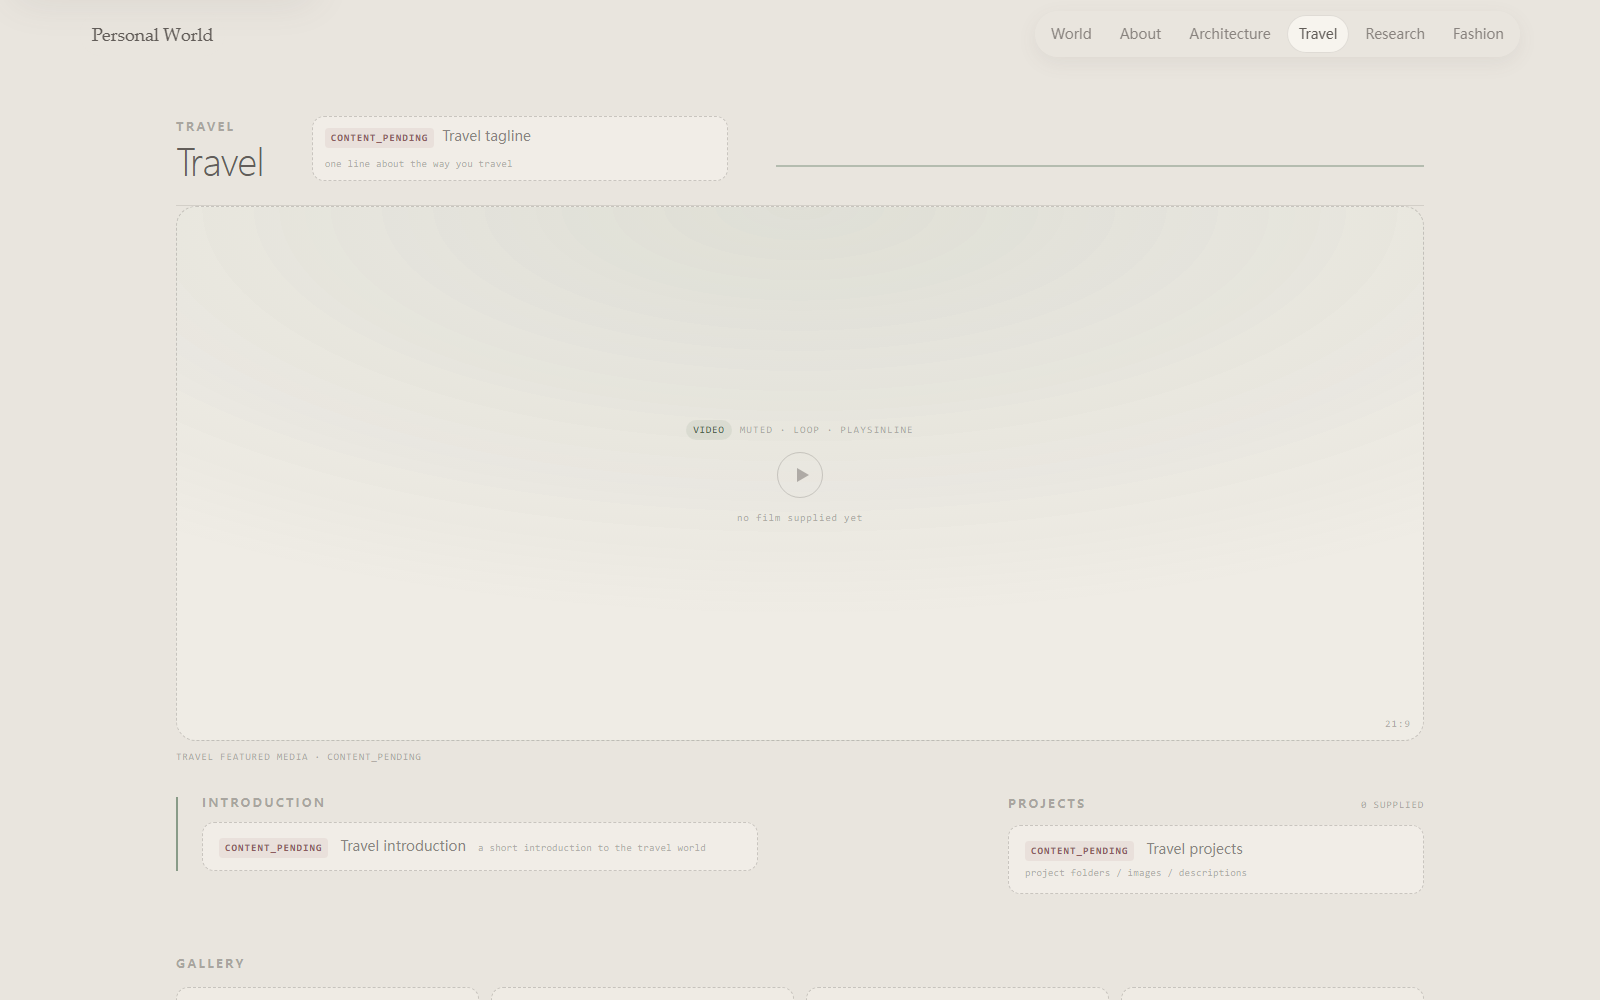 Personal World
World About Architecture Travel Research Fashion
TRAVEL
Travel
CONTENT_PENDING Travel tagline
one line about the way you travel
VIDEO MUTED · LOOP · PLAYSINLINE
no film supplied yet
21:9
TRAVEL FEATURED MEDIA · CONTENT_PENDING
INTRODUCTION
CONTENT_PENDING Travel introduction a short introduction to the travel world
PROJECTS 0 SUPPLIED
CONTENT_PENDING Travel projects
project folders / images / descriptions
GALLERY